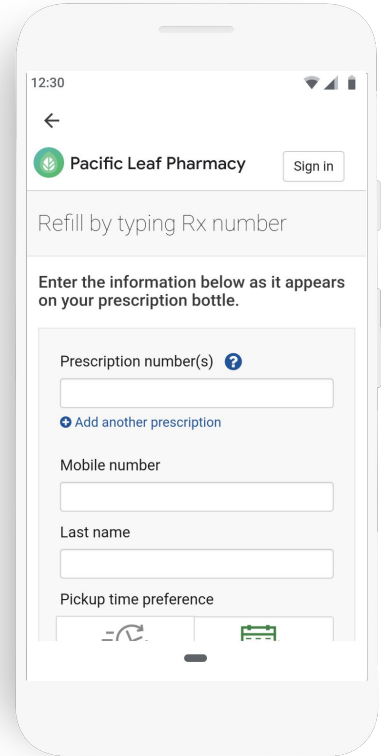 12:30
Pacific Leaf Pharmacy
Sign in
Refill by typing Rx number
Enter the information below as it appears
on your prescription bottle.
Prescription number(s) ?
Add another prescription
Mobile number
Last name
Pickup time preference